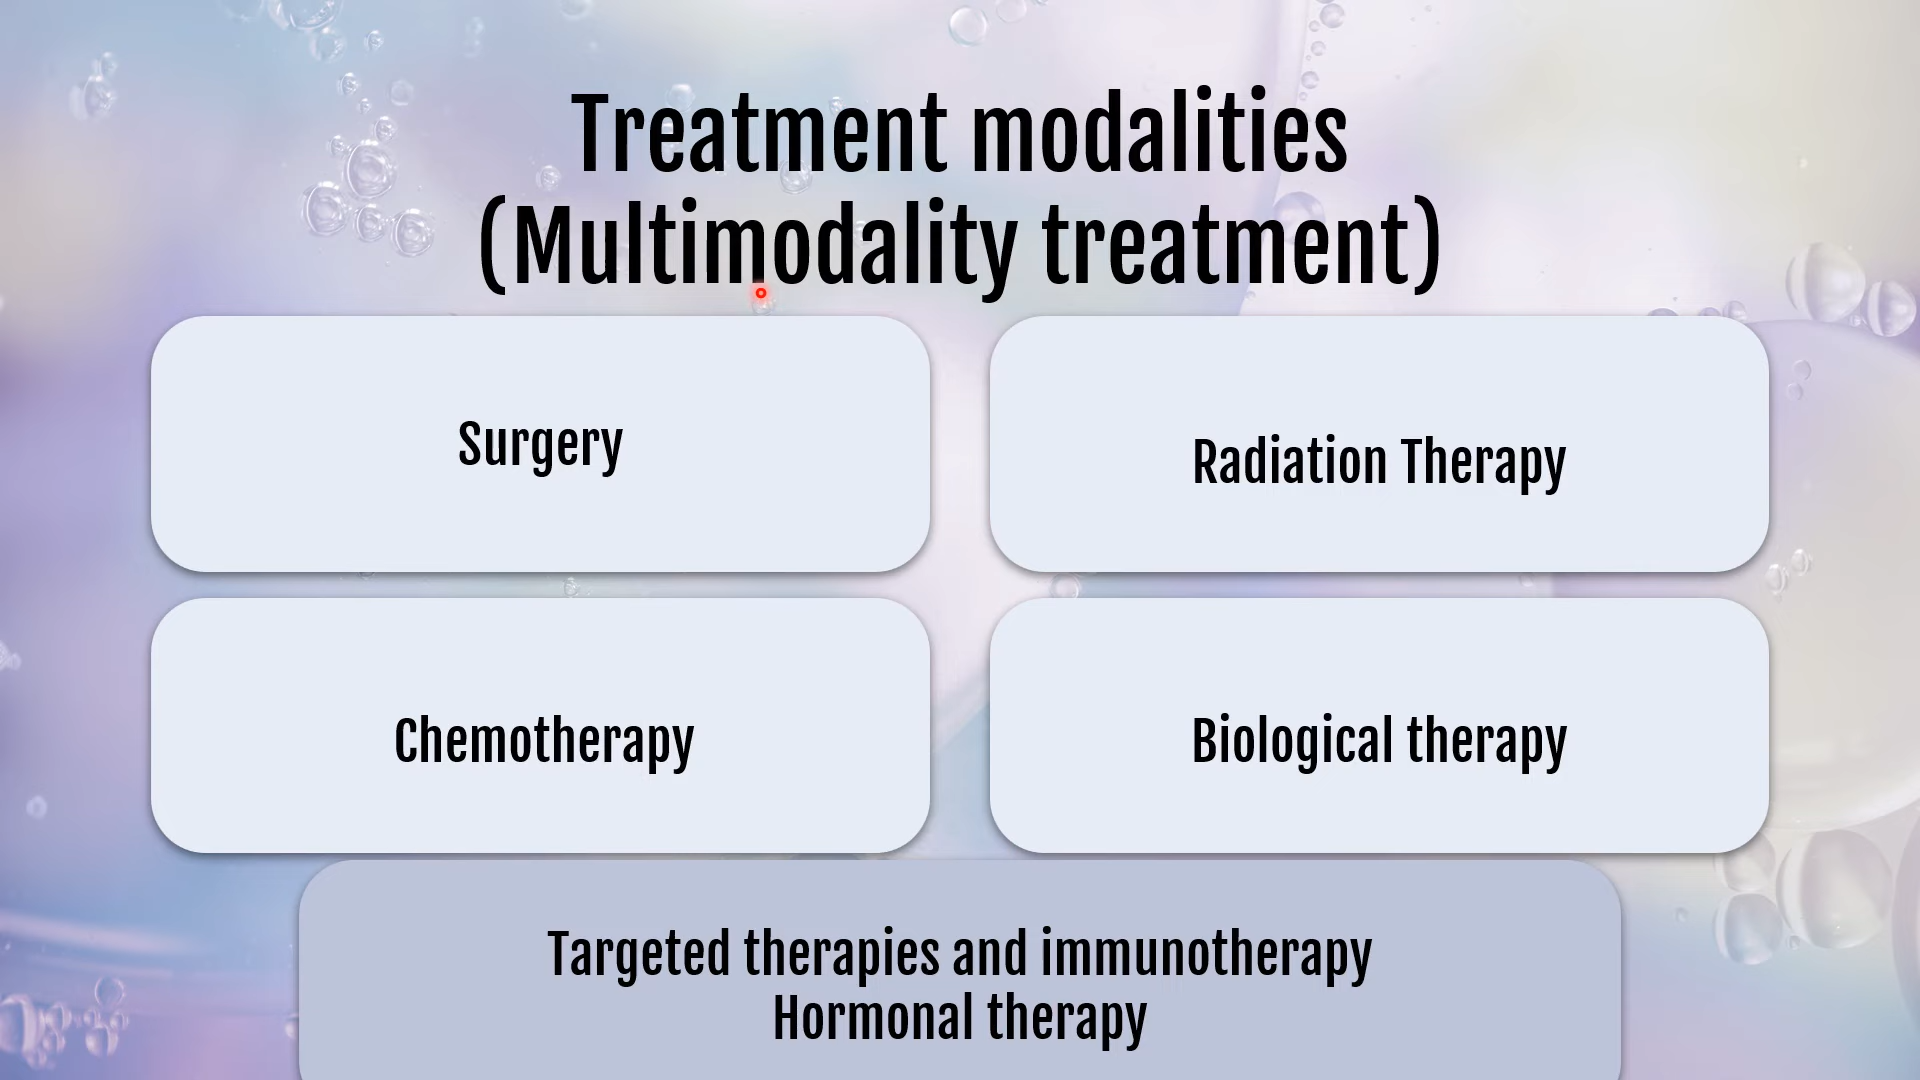 Treatment modalities
(Multimodality treatment)
Surgery
Radiation Therapy
Chemotherapy
Biological therapy
Targeted therapies and immunotherapy
Hormonal therapy